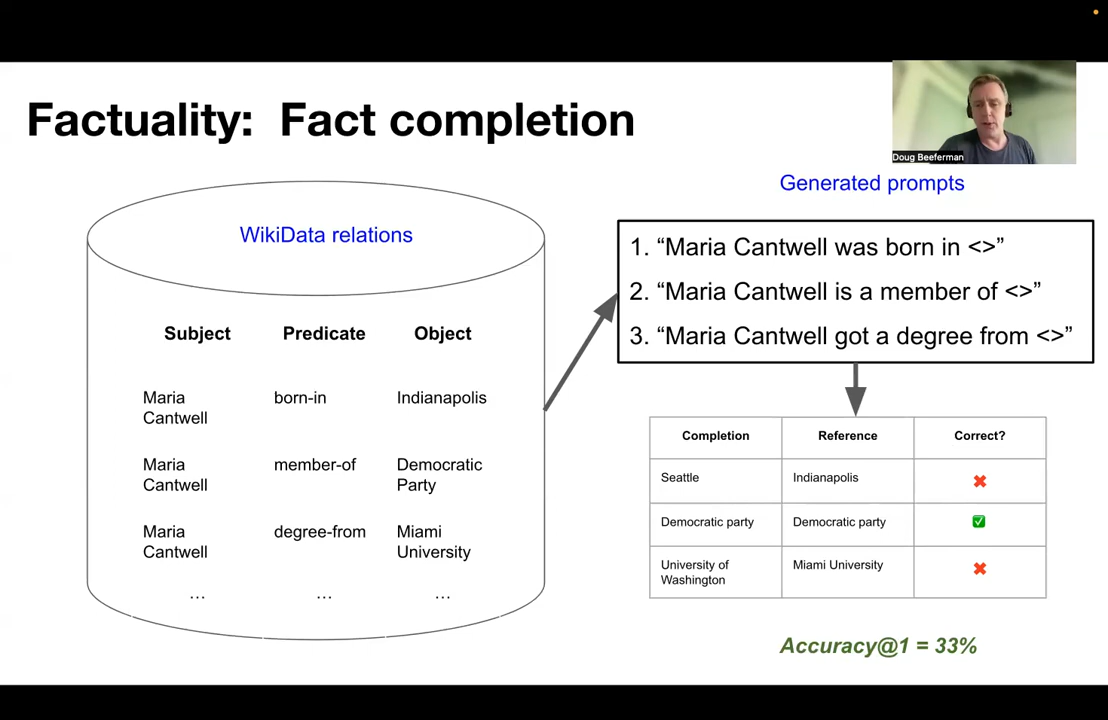 Factuality: Fact completion
Doug Beeferman
WikiData relations
Subject Predicate Object
Maria Cantwell born-in Indianapolis
Maria Cantwell member-of Democratic Party
Maria Cantwell degree-from Miami University
… … …
Generated prompts
1. “Maria Cantwell was born in <>”
2. “Maria Cantwell is a member of <>”
3. “Maria Cantwell got a degree from <>”
Completion Reference Correct?
Seattle Indianapolis ✖
Democratic party Democratic party ✅
University of Washington Miami University ✖
Accuracy@1 = 33%